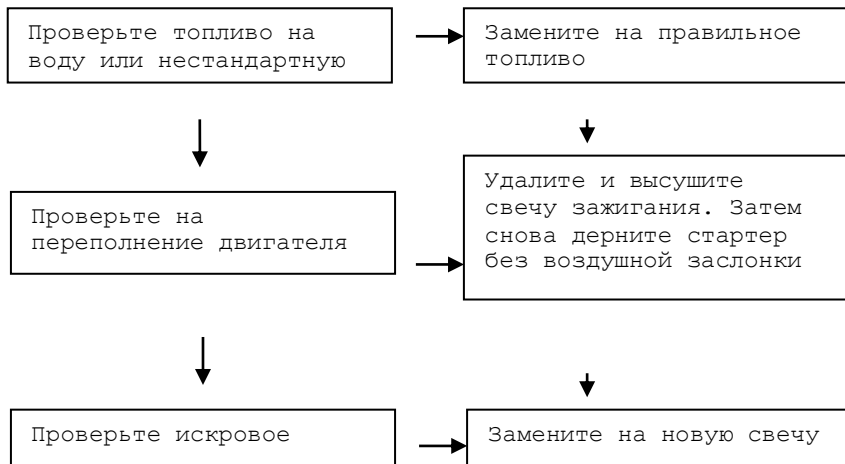 Проверьте топливо на
воду или нестандартную
Замените на правильное
топливо
Проверьте на
переполнение двигателя
Удалите и высушите
свечу зажигания. Затем
снова дерните стартер
без воздушной заслонки
Проверьте искровое
Замените на новую свечу